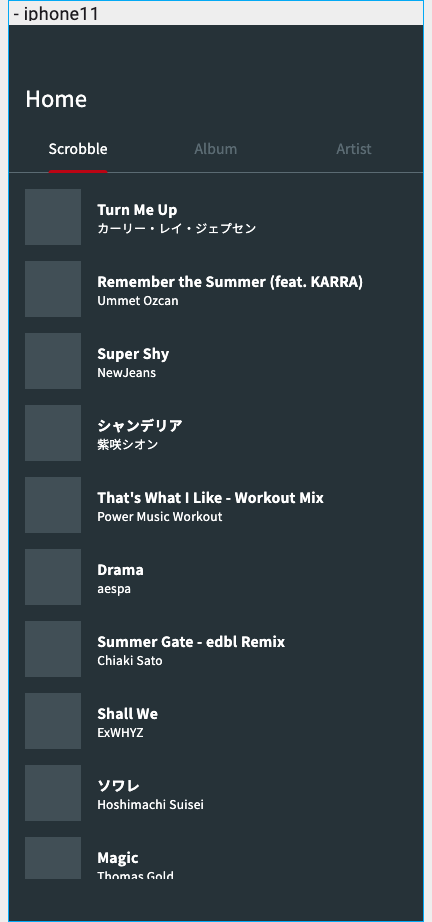 - iphone11
Home
Scrobble
Album
Artist
Turn Me Up
カーリー・レイ・ジェプセン
Remember the Summer (feat. KARRA)
Ummet Ozcan
Super Shy
NewJeans
シャンデリア
紫咲シオン
That's What I Like - Workout Mix
Power Music Workout
Drama
aespa
Summer Gate - edbl Remix
Chiaki Sato
Shall We
ExWHYZ
ソワレ
Hoshimachi Suisei
Magic
Thomas Gold